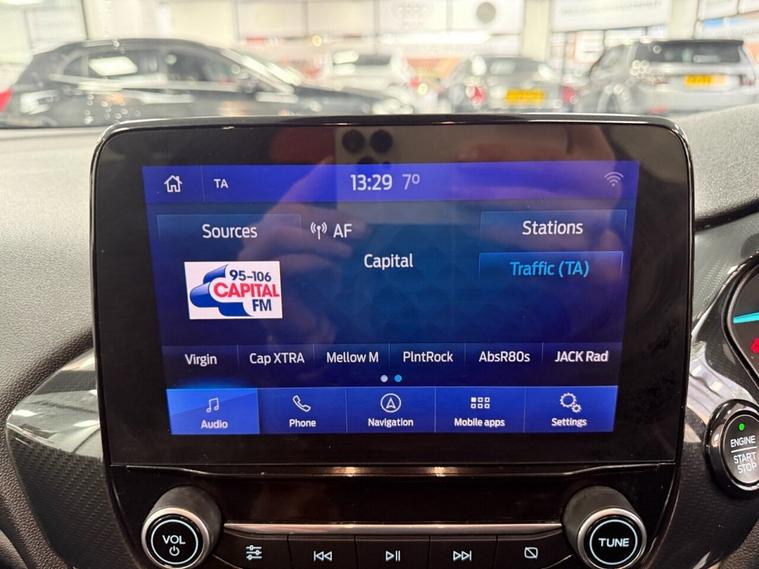 TA 13:29 7°
Sources AF Stations
Capital
Traffic (TA)
95-106
CAPITAL
FM
Virgin Cap XTRA Mellow M PlntRock AbsR80s JACK Rad
Audio Phone Navigation Mobile apps Settings
ENGINE
START
STOP
VOL
TUNE